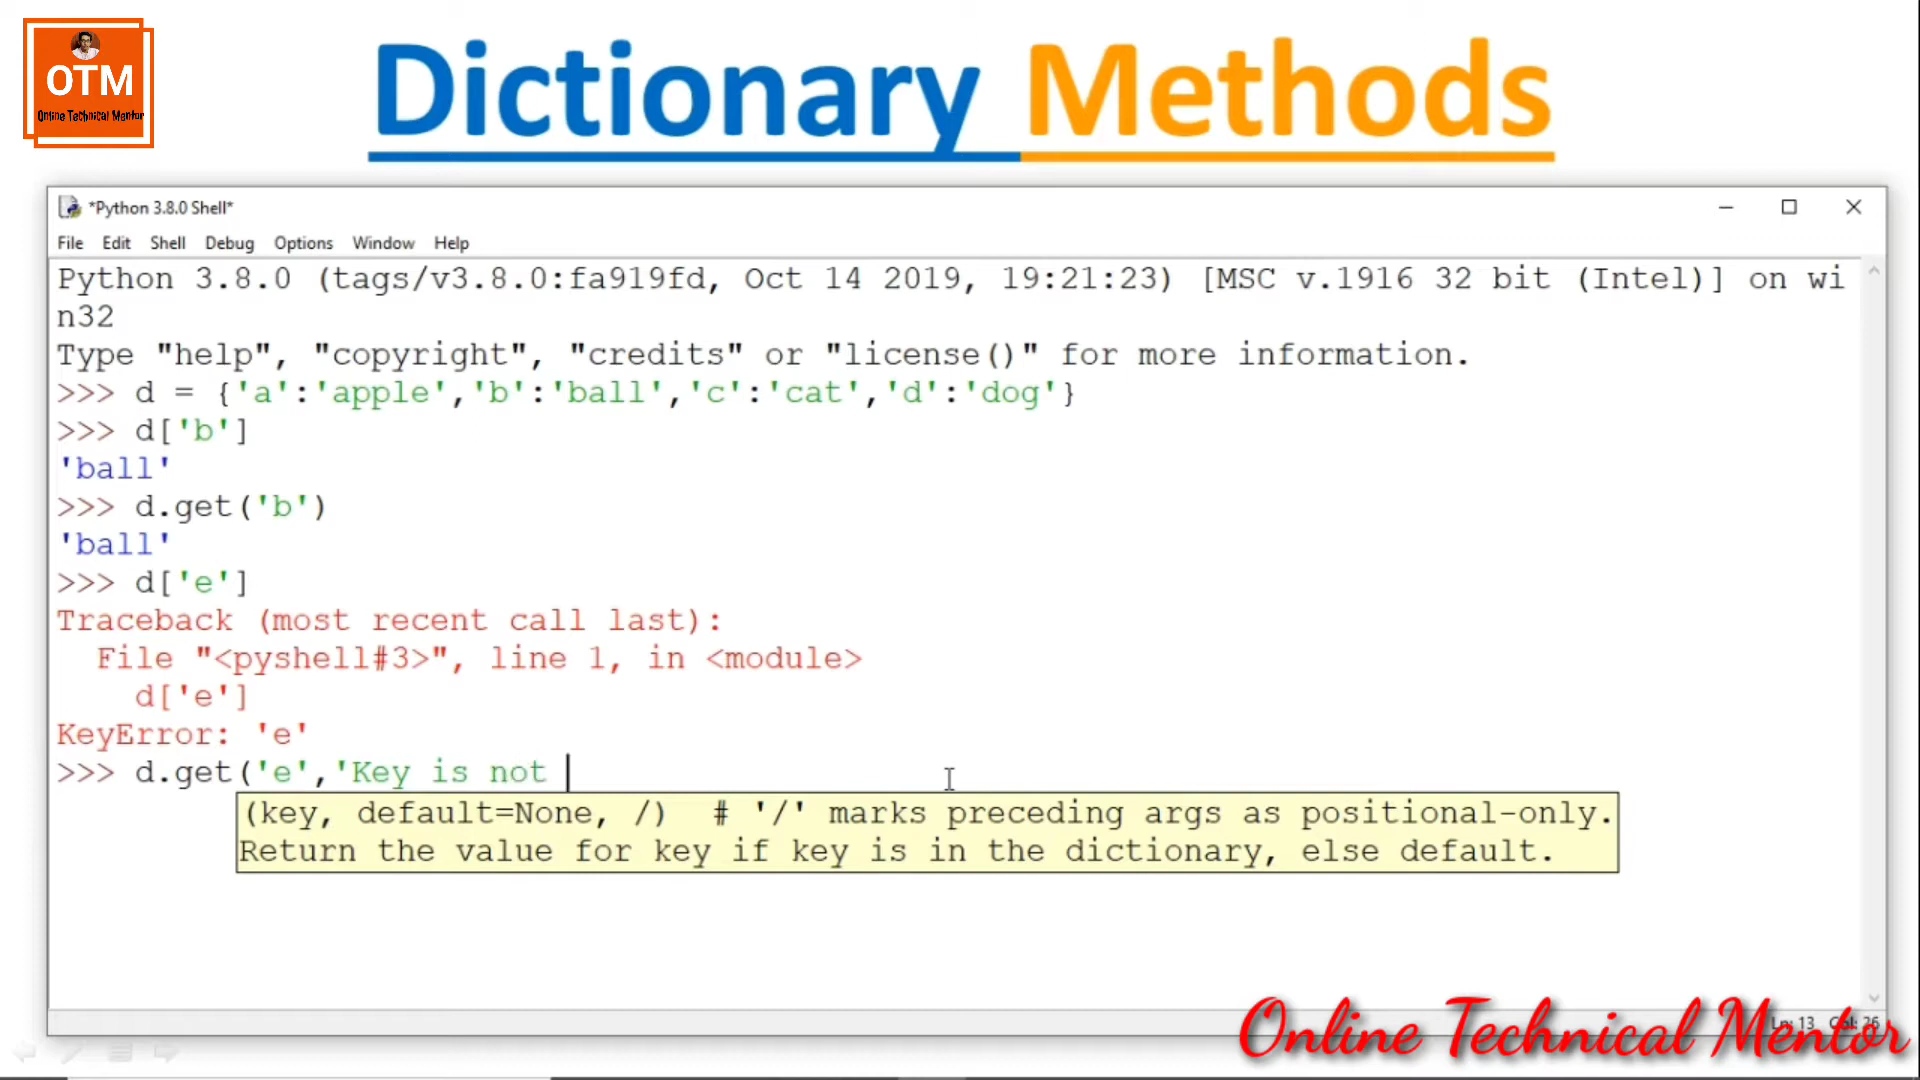 OTM
Online Technical Mentor
Dictionary Methods
*Python 3.8.0 Shell*
File Edit Shell Debug Options Window Help
Python 3.8.0 (tags/v3.8.0:fa919fd, Oct 14 2019, 19:21:23) [MSC v.1916 32 bit (Intel)] on wi
n32
Type "help", "copyright", "credits" or "license()" for more information.
>>> d = {'a':'apple','b':'ball','c':'cat','d':'dog'}
>>> d['b']
'ball'
>>> d.get('b')
'ball'
>>> d['e']
Traceback (most recent call last):
  File "<pyshell#3>", line 1, in <module>
    d['e']
KeyError: 'e'
>>> d.get('e','Key is not
(key, default=None, /)  # '/' marks preceding args as positional-only.
Return the value for key if key is in the dictionary, else default.
Ln: 13 Col: 26
Online Technical Mentor